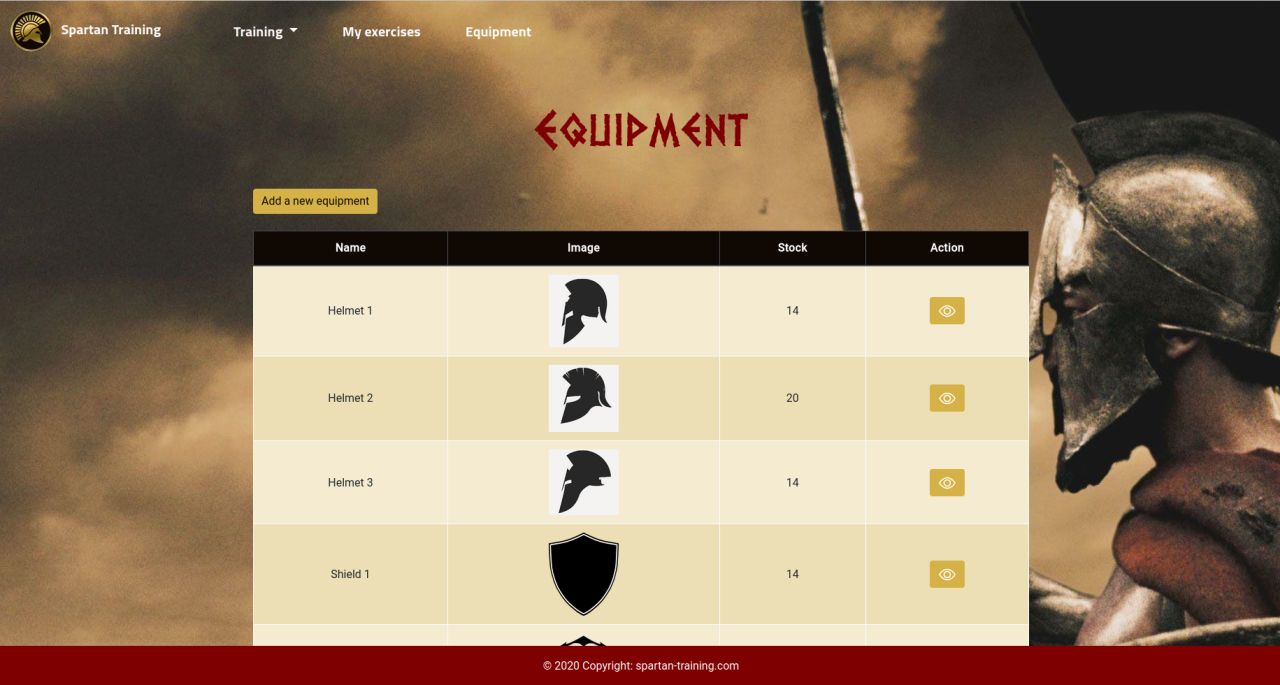 Spartan Training
Training
My exercises
Equipment
EQUIPMENT
Add a new equipment
Name Image Stock Action
Helmet 1 14
Helmet 2 20
Helmet 3 14
Shield 1 14
© 2020 Copyright: spartan-training.com